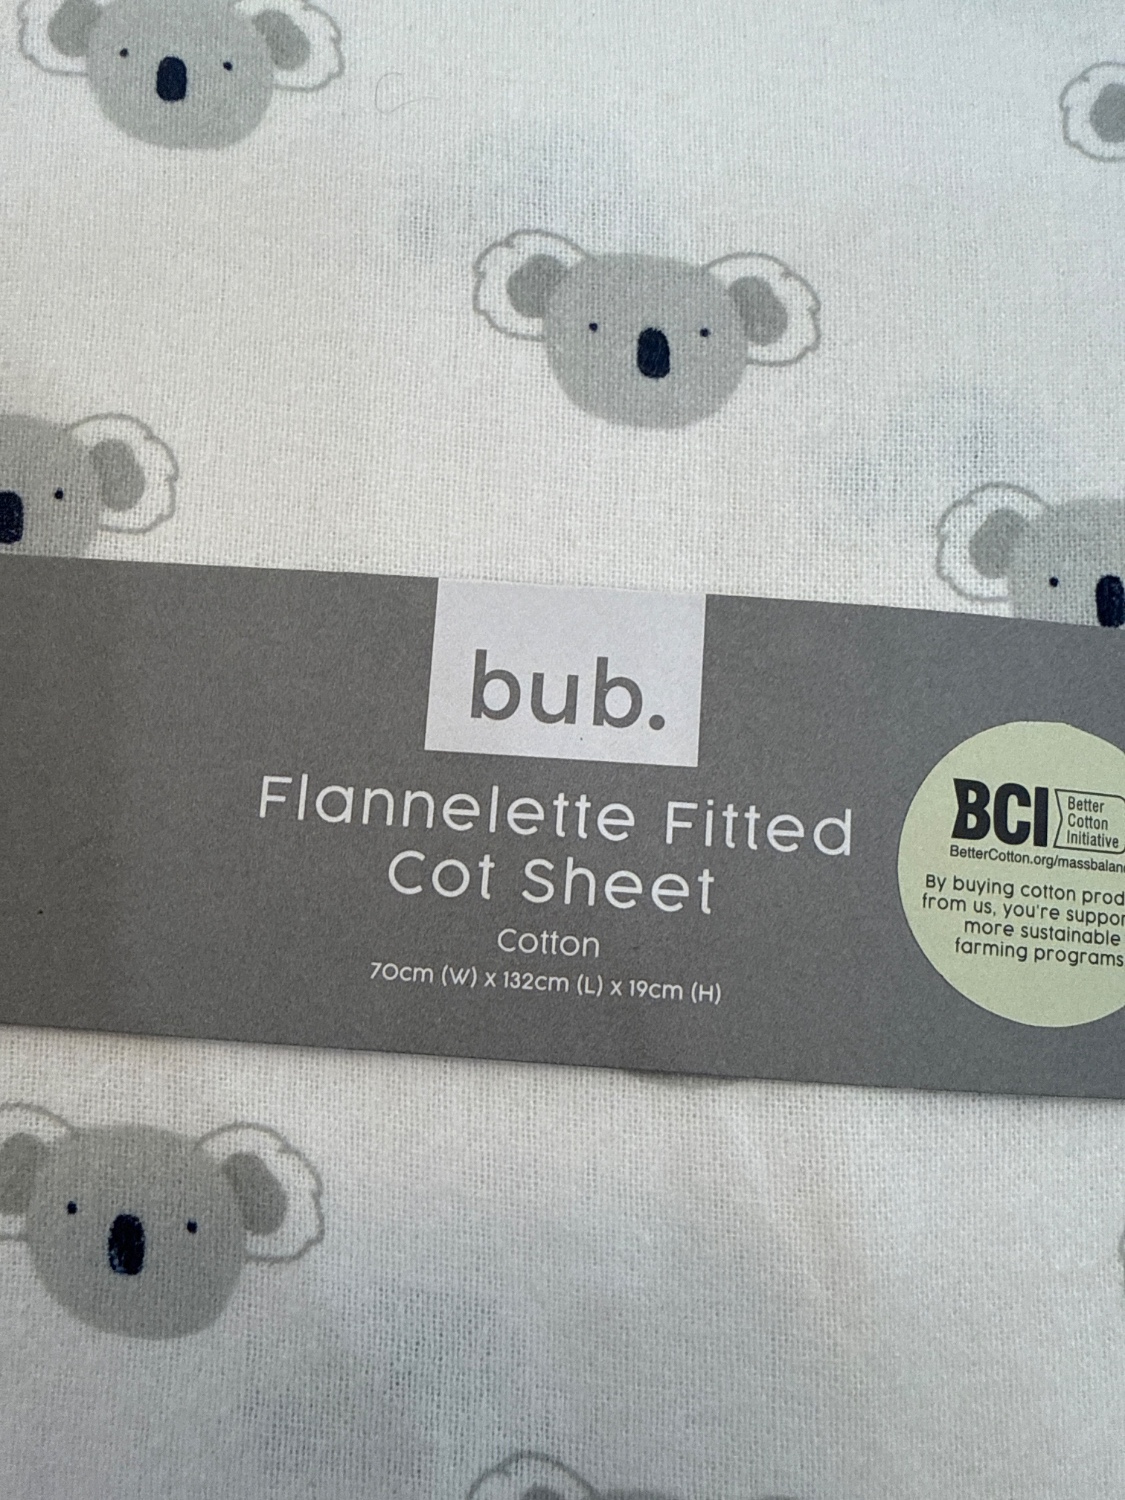 bub.
Flannelette Fitted
Cot Sheet
Cotton
70cm (W) x 132cm (L) x 19cm (H)
BCI
Better
Cotton
Initiative
By buying cotton
from us, you're
more sustainable
farming programs